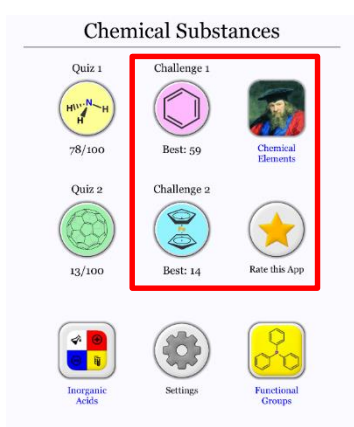 Chemical Substances
Quiz 1
Challenge 1
H
N
H
H
78/100
Best: 59
Chemical
Elements
Quiz 2
Challenge 2
13/100
Best: 14
Rate this App
Inorganic
Acids
Settings
Functional
Groups